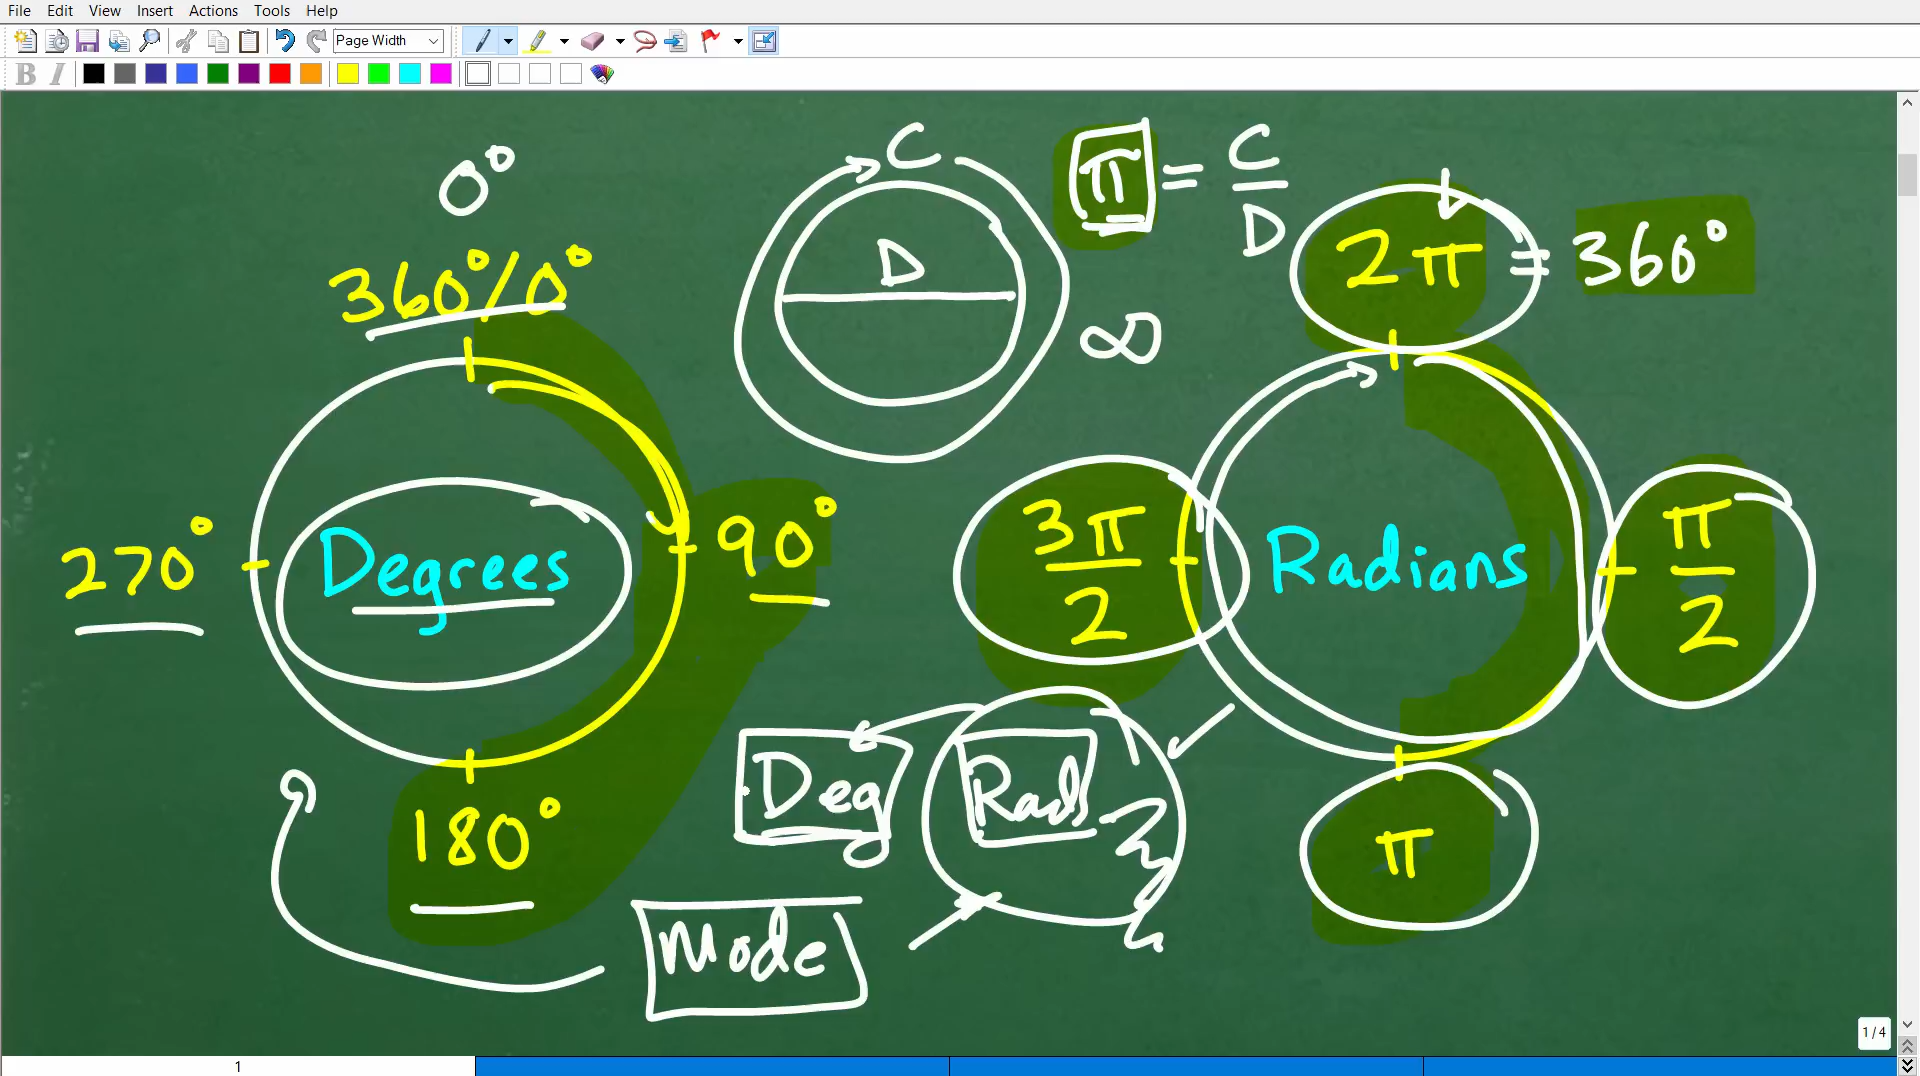 File Edit View Insert Actions Tools Help
Page Width
B I
0°
360°/0°
270°
Degrees
90°
180°
C
D
π = C/D
∞
2π = 360°
3π/2
Radians
π/2
π
Deg
Rad
Mode
1 / 4
1